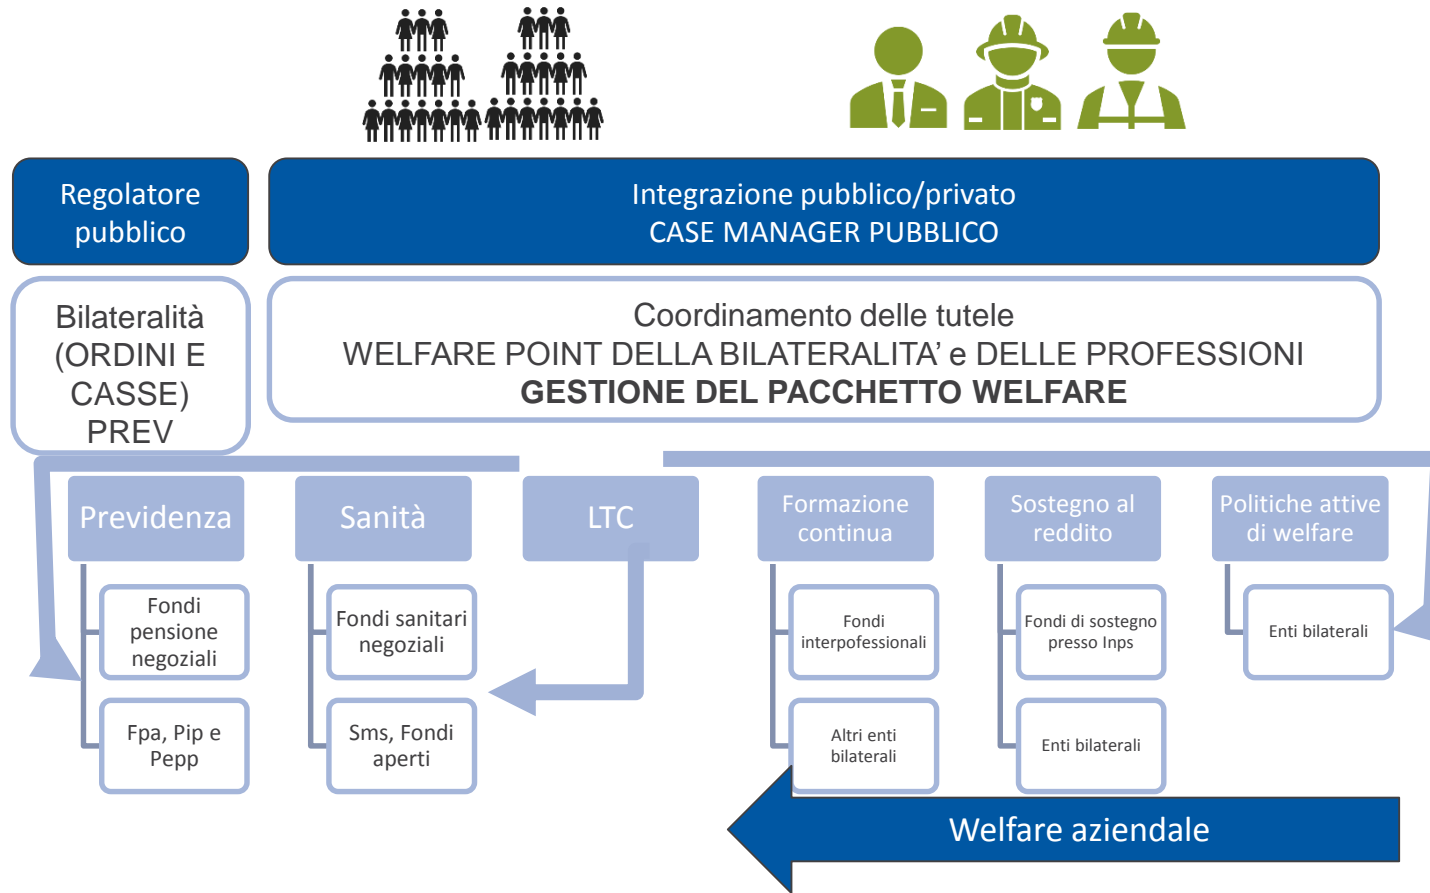 Regolatore
pubblico
Integrazione pubblico/privato
CASE MANAGER PUBBLICO
Bilateralità
(ORDINI E
CASSE)
PREV
Coordinamento delle tutele
WELFARE POINT DELLA BILATERALITA’ e DELLE PROFESSIONI
GESTIONE DEL PACCHETTO WELFARE
Previdenza
Sanità
LTC
Formazione
continua
Sostegno al
reddito
Politiche attive
di welfare
Fondi
pensione
negoziali
Fondi sanitari
negoziali
Fondi
interpofessionali
Fondi di sostegno
presso Inps
Enti bilaterali
Fpa, Pip e
Pepp
Sms, Fondi
aperti
Altri enti
bilaterali
Enti bilaterali
Welfare aziendale